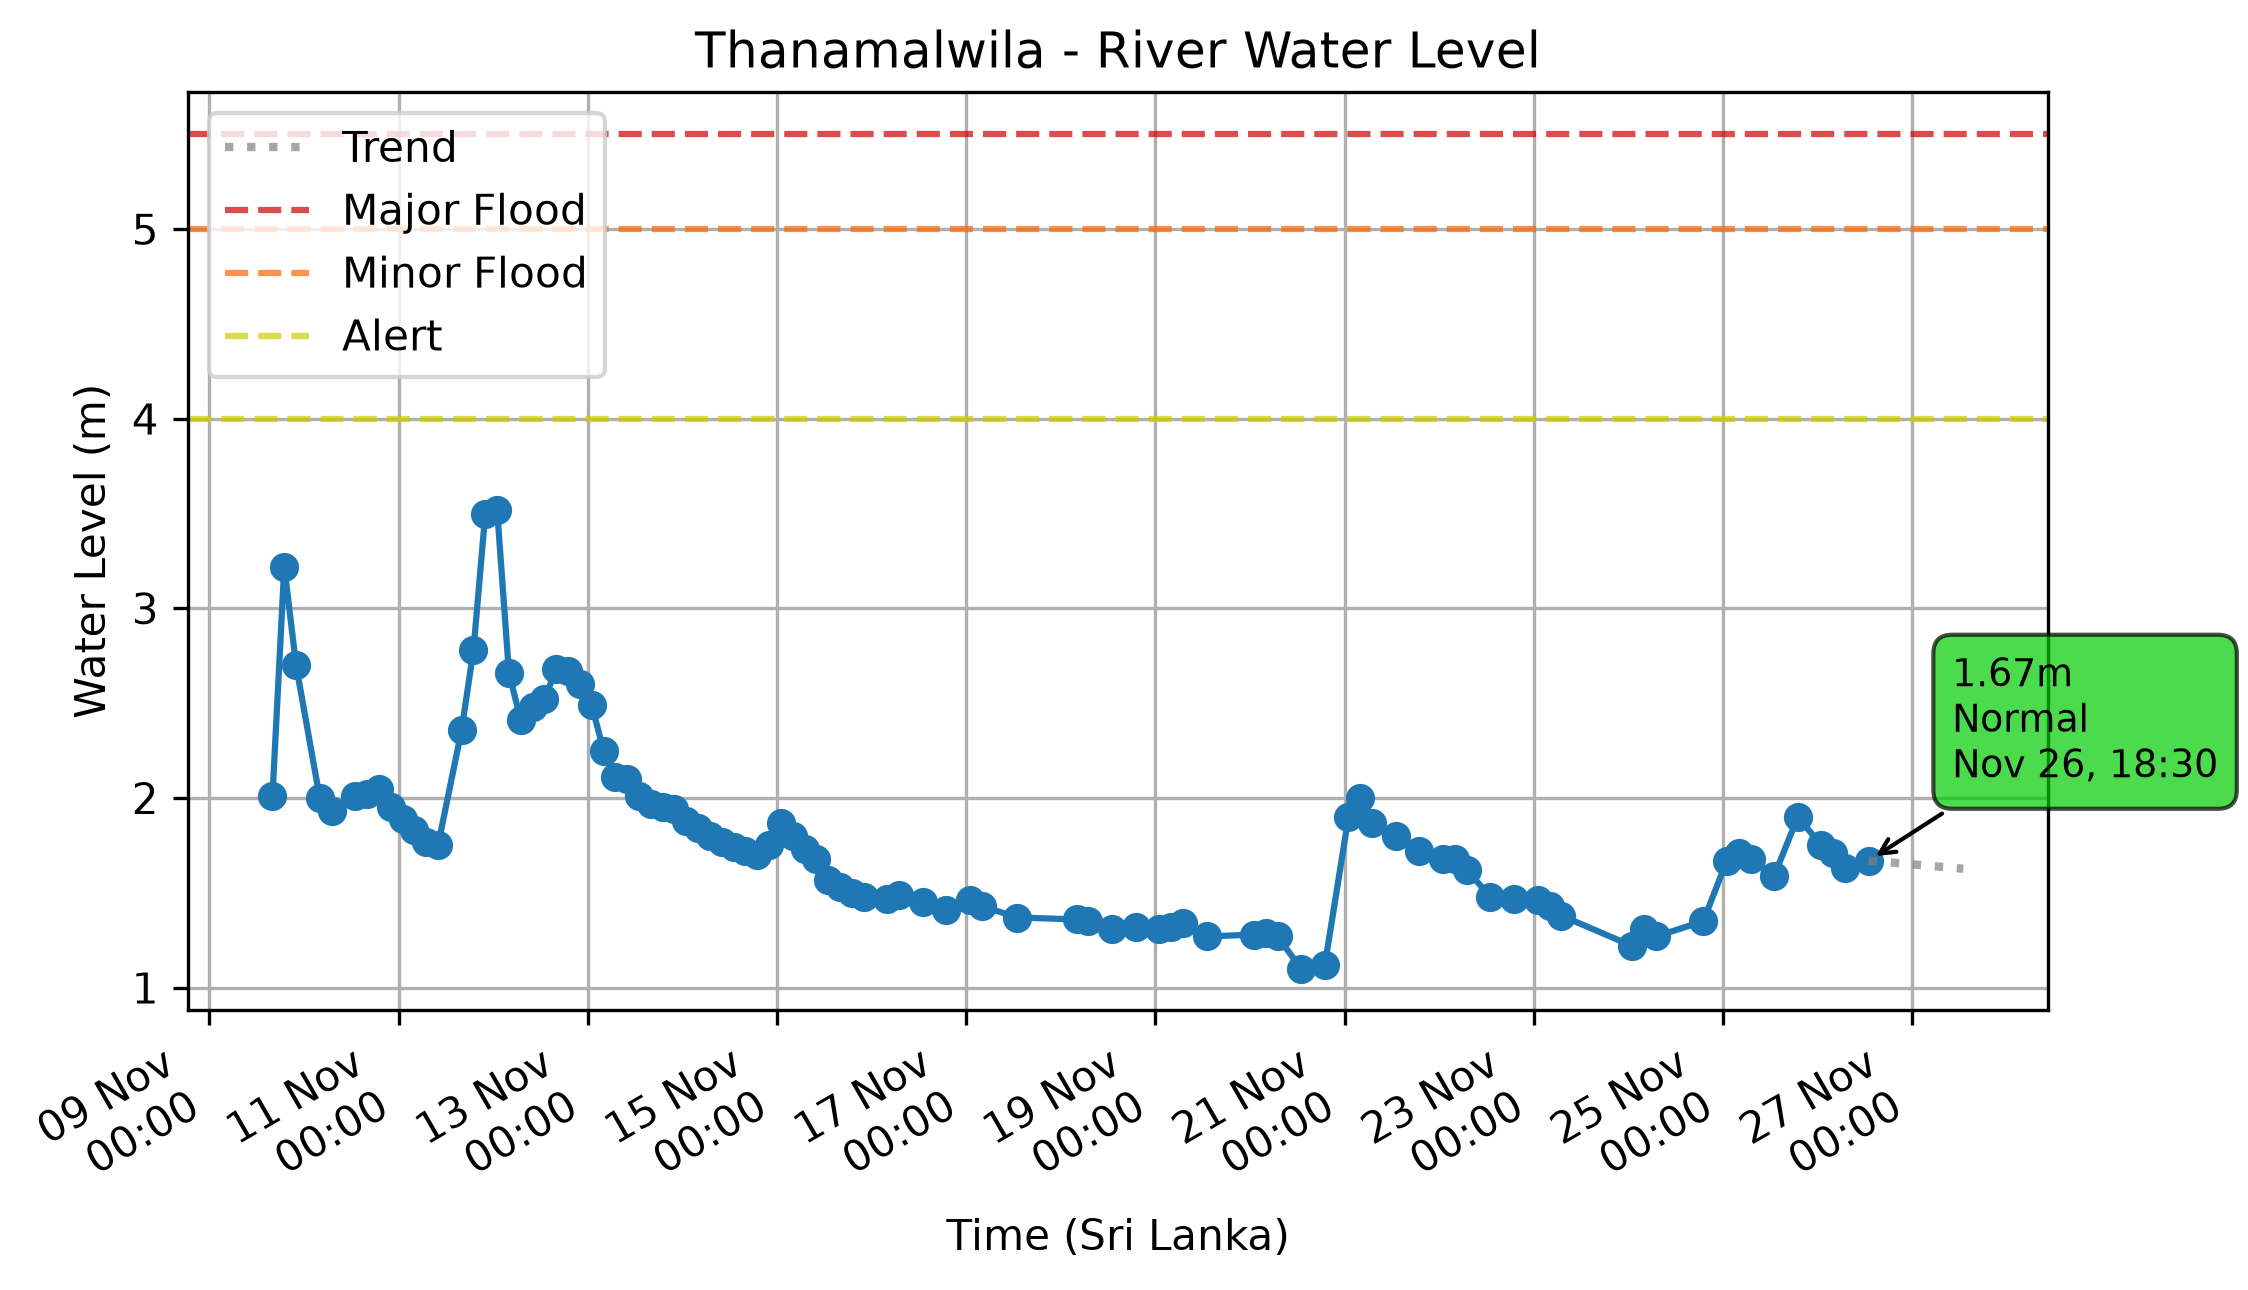 Thanamalwila - River Water Level
Trend
Major Flood
Minor Flood
Alert
5
4
3
2
1
Water Level (m)
1.67m
Normal
Nov 26, 18:30
09 Nov
00:00
11 Nov
00:00
13 Nov
00:00
15 Nov
00:00
17 Nov
00:00
19 Nov
00:00
21 Nov
00:00
23 Nov
00:00
25 Nov
00:00
27 Nov
00:00
Time (Sri Lanka)